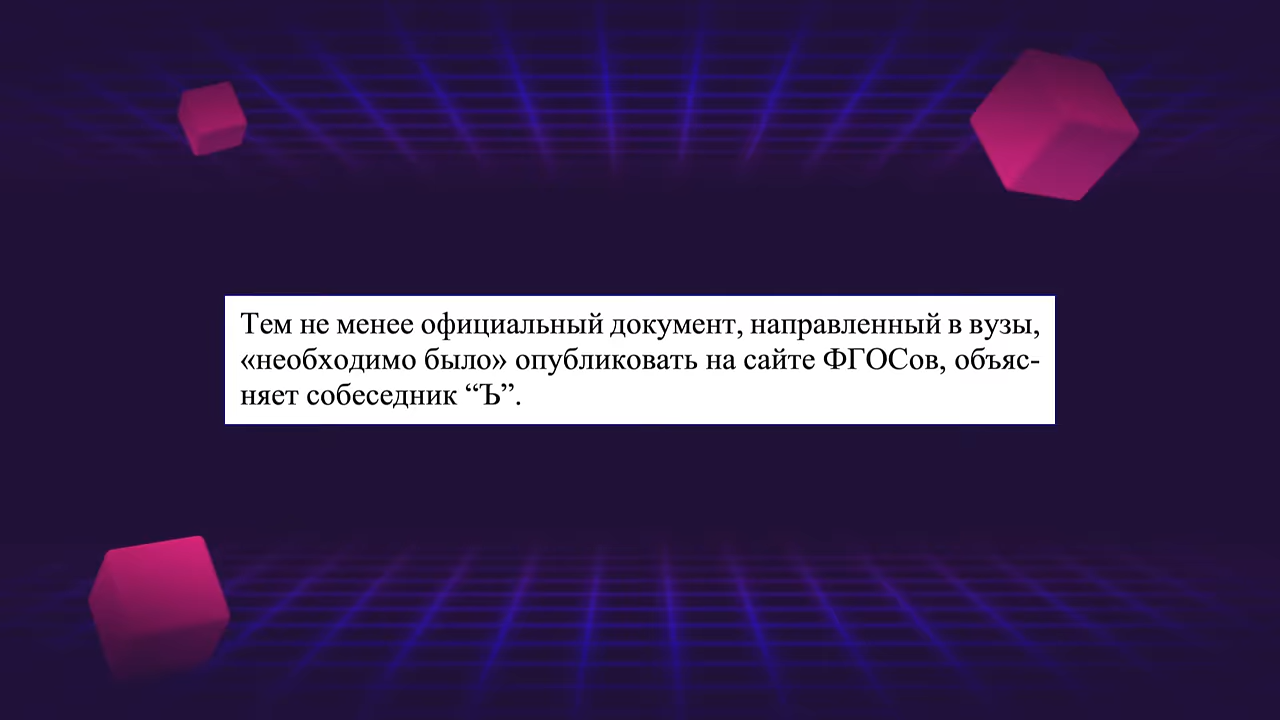 Тем не менее официальный документ, направленный в вузы,
«необходимо было» опубликовать на сайте ФГОСов, объяс-
няет собеседник “Ъ”.